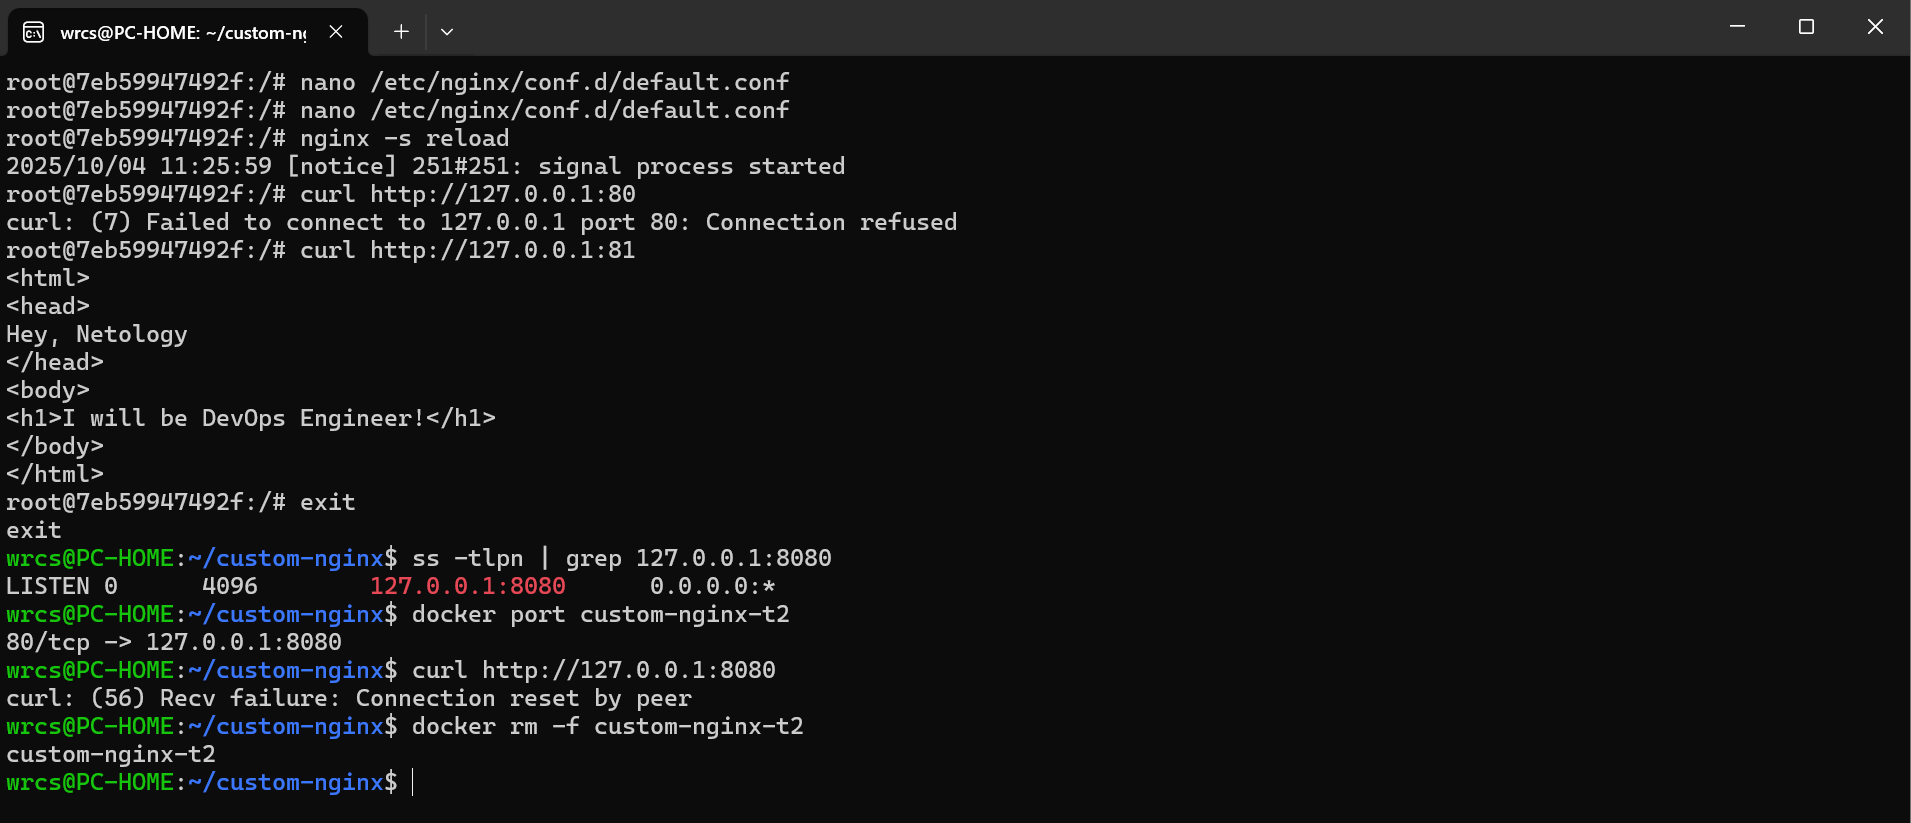 wrcs@PC-HOME: ~/custom-ng
root@7eb59947492f:/# nano /etc/nginx/conf.d/default.conf
root@7eb59947492f:/# nano /etc/nginx/conf.d/default.conf
root@7eb59947492f:/# nginx -s reload
2025/10/04 11:25:59 [notice] 251#251: signal process started
root@7eb59947492f:/# curl http://127.0.0.1:80
curl: (7) Failed to connect to 127.0.0.1 port 80: Connection refused
root@7eb59947492f:/# curl http://127.0.0.1:81
<html>
<head>
Hey, Netology
</head>
<body>
<h1>I will be DevOps Engineer!</h1>
</body>
</html>
root@7eb59947492f:/# exit
exit
wrcs@PC-HOME:~/custom-nginx$ ss -tlpn | grep 127.0.0.1:8080
LISTEN 0      4096        127.0.0.1:8080      0.0.0.0:*
wrcs@PC-HOME:~/custom-nginx$ docker port custom-nginx-t2
80/tcp -> 127.0.0.1:8080
wrcs@PC-HOME:~/custom-nginx$ curl http://127.0.0.1:8080
curl: (56) Recv failure: Connection reset by peer
wrcs@PC-HOME:~/custom-nginx$ docker rm -f custom-nginx-t2
custom-nginx-t2
wrcs@PC-HOME:~/custom-nginx$